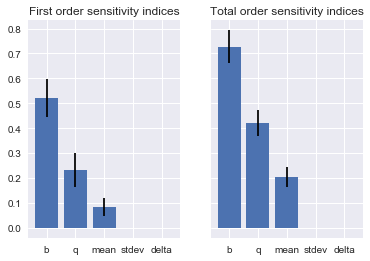 First order sensitivity indices
Total order sensitivity indices
0.8
0.7
0.6
0.5
0.4
0.3
0.2
0.1
0.0
b q mean stdev delta
b q mean stdev delta